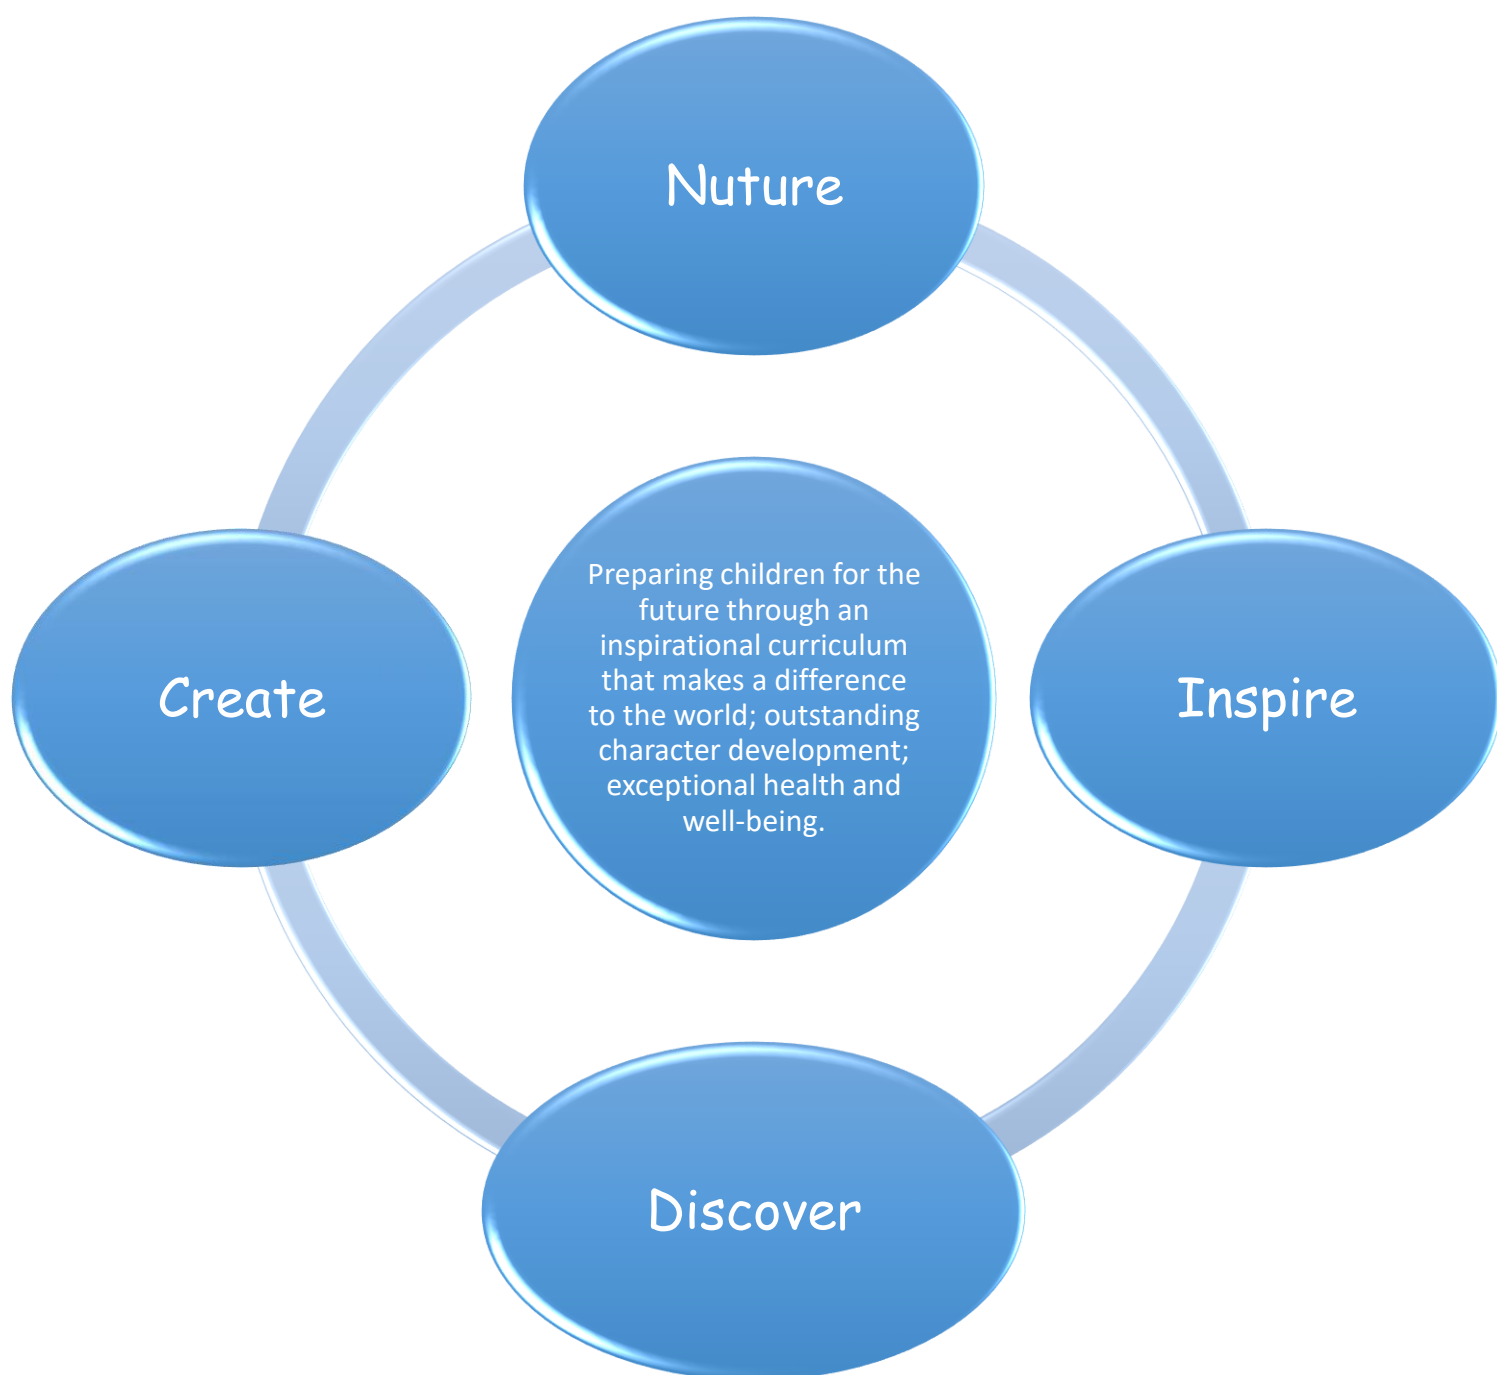 Nuture
Create
Preparing children for the
future through an
inspirational curriculum
that makes a difference
to the world; outstanding
character development;
exceptional health and
well-being.
Inspire
Discover